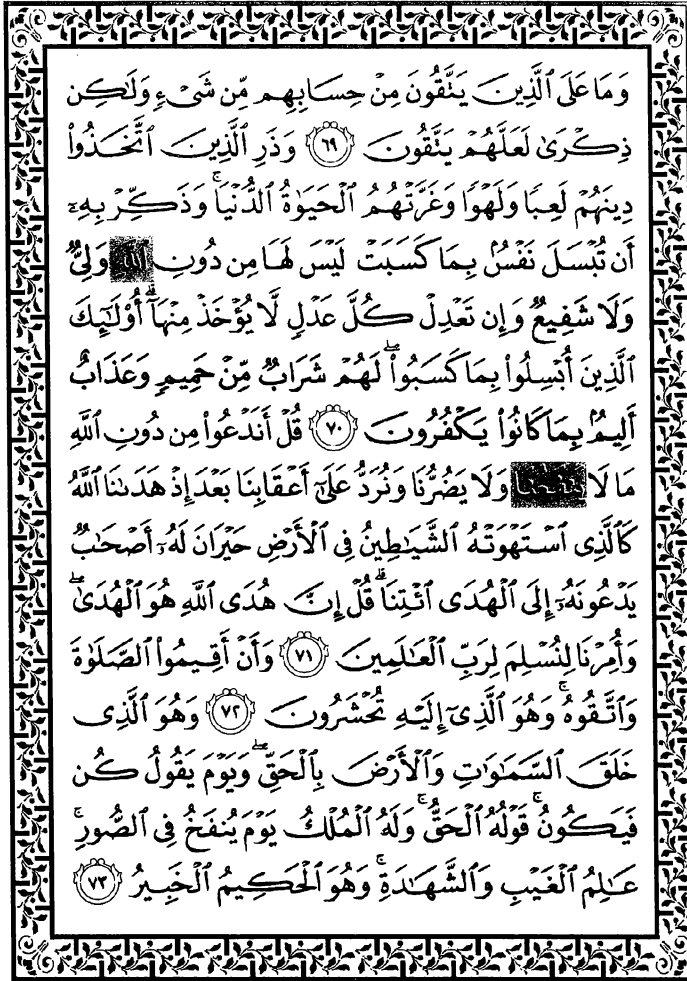 وَمَا عَلَى ٱلَّذِينَ يَتَّقُونَ مِنْ حِسَابِهِم مِّن شَىْءٍ وَلَٰكِن
ذِكْرَىٰ لَعَلَّهُمْ يَتَّقُونَ ٦٩ وَذَرِ ٱلَّذِينَ ٱتَّخَذُوا۟
دِينَهُمْ لَعِبًا وَلَهْوًا وَغَرَّتْهُمُ ٱلْحَيَوٰةُ ٱلدُّنْيَا ۚ وَذَكِّرْ بِهِۦٓ
أَن تُبْسَلَ نَفْسٌۢ بِمَا كَسَبَتْ لَيْسَ لَهَا مِن دُونِ ٱللَّهِ وَلِىٌّ
وَلَا شَفِيعٌ وَإِن تَعْدِلْ كُلَّ عَدْلٍ لَّا يُؤْخَذْ مِنْهَآ ۗ أُو۟لَٰٓئِكَ
ٱلَّذِينَ أُبْسِلُوا۟ بِمَا كَسَبُوا۟ ۖ لَهُمْ شَرَابٌ مِّنْ حَمِيمٍ وَعَذَابٌ
أَلِيمٌۢ بِمَا كَانُوا۟ يَكْفُرُونَ ٧٠ قُلْ أَنَدْعُوا۟ مِن دُونِ ٱللَّهِ
مَا لَا وَلَا يَضُرُّنَا وَنُرَدُّ عَلَىٰٓ أَعْقَابِنَا بَعْدَ إِذْ هَدَىٰنَا ٱللَّهُ
كَٱلَّذِى ٱسْتَهْوَتْهُ ٱلشَّيَٰطِينُ فِى ٱلْأَرْضِ حَيْرَانَ لَهُۥٓ أَصْحَٰبٌ
يَدْعُونَهُۥٓ إِلَى ٱلْهُدَى ٱئْتِنَا ۗ قُلْ إِنَّ هُدَى ٱللَّهِ هُوَ ٱلْهُدَىٰ ۖ
وَأُمِرْنَا لِنُسْلِمَ لِرَبِّ ٱلْعَٰلَمِينَ ٧١ وَأَنْ أَقِيمُوا۟ ٱلصَّلَوٰةَ
وَٱتَّقُوهُ ۚ وَهُوَ ٱلَّذِىٓ إِلَيْهِ تُحْشَرُونَ ٧٢ وَهُوَ ٱلَّذِى
خَلَقَ ٱلسَّمَٰوَٰتِ وَٱلْأَرْضَ بِٱلْحَقِّ ۖ وَيَوْمَ يَقُولُ كُن
فَيَكُونُ ۚ قَوْلُهُ ٱلْحَقُّ ۚ وَلَهُ ٱلْمُلْكُ يَوْمَ يُنفَخُ فِى ٱلصُّورِ ۚ
عَٰلِمُ ٱلْغَيْبِ وَٱلشَّهَٰدَةِ ۚ وَهُوَ ٱلْحَكِيمُ ٱلْخَبِيرُ ٧٣